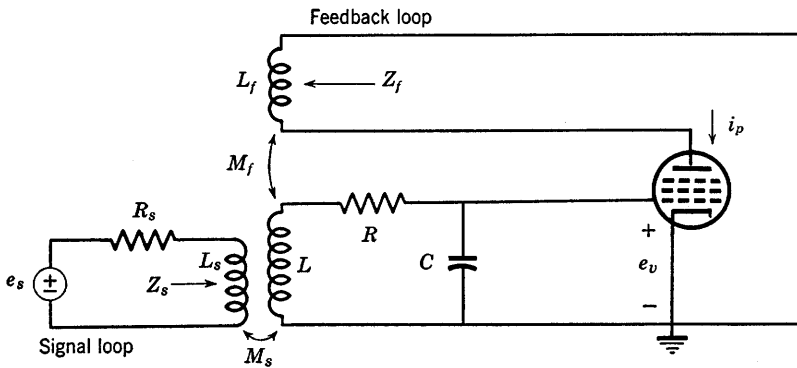 Feedback loop
L_f
Z_f
i_p
M_f
R_s
R
L_s
L
C
+
e_v
−
e_s
±
Z_s
Signal loop
M_s